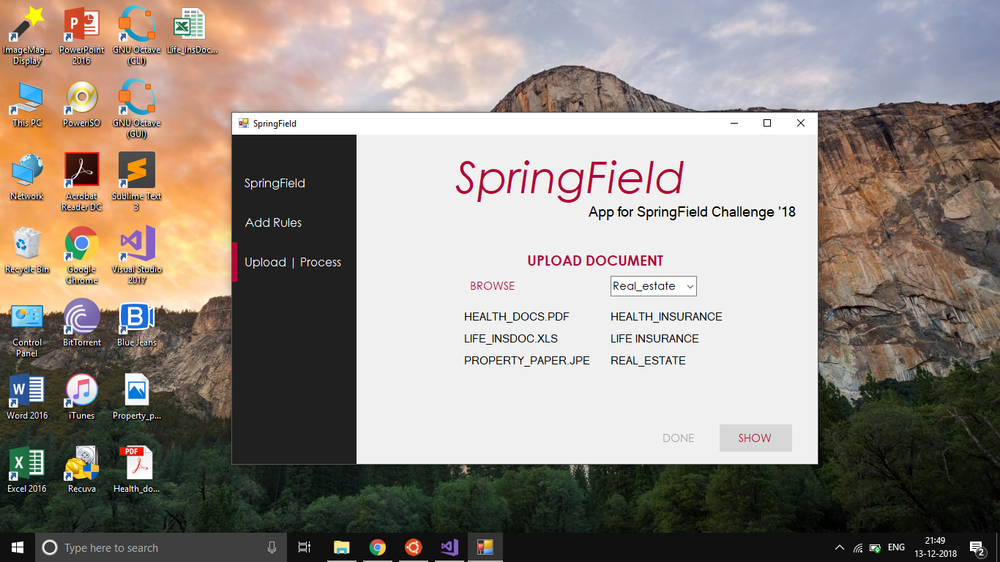 ImageMag...
Display
PowerPoint
2016
GNU Octave
(CLI)
Life_InsDoc...
This PC
PowerISO
GNU Octave
(GUI)
Network
Acrobat
Reader DC
Sublime Text
3
Recycle Bin
Google
Chrome
Visual Studio
2017
Control
Panel
BitTorrent
Blue Jeans
Word 2016
iTunes
Property_p...
Excel 2016
Recuva
PDF
Health_do...
SpringField
SpringField
Add Rules
Upload | Process
SpringField
App for SpringField Challenge '18
UPLOAD DOCUMENT
BROWSE
Real_estate
HEALTH_DOCS.PDF HEALTH_INSURANCE
LIFE_INSDOC.XLS LIFE INSURANCE
PROPERTY_PAPER.JPE REAL_ESTATE
DONE
SHOW
Type here to search
ENG
21:49
13-12-2018
2